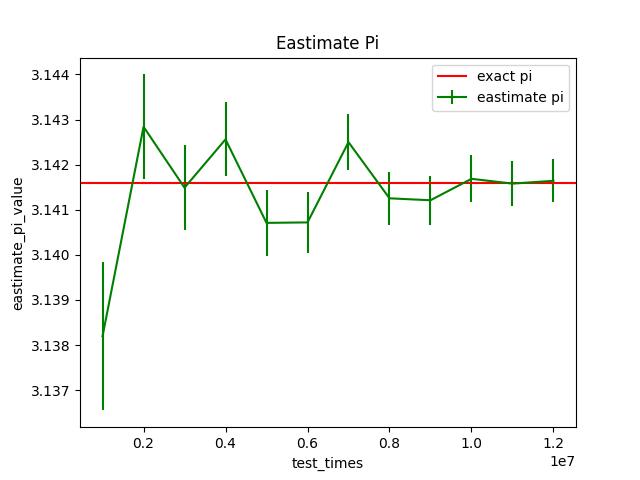 Eastimate Pi
exact pi
eastimate pi
eastimate_pi_value
3.144
3.143
3.142
3.141
3.140
3.139
3.138
3.137
0.2 0.4 0.6 0.8 1.0 1.2
1e7
test_times